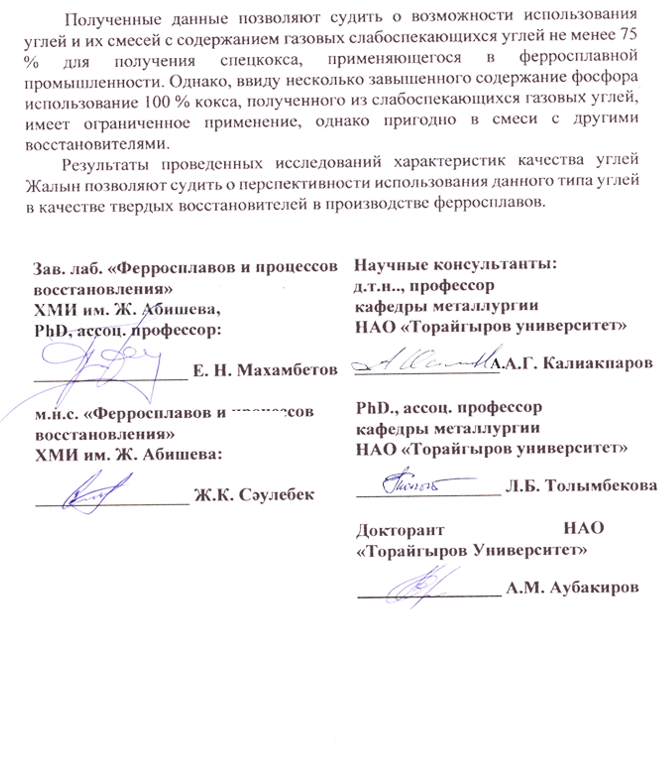 Полученные данные позволяют судить о возможности использования
углей и их смесей с содержанием газовых слабоспекающихся углей не менее 75
% для получения спецкокса, применяющегося в ферросплавной
промышленности. Однако, ввиду несколько завышенного содержание фосфора
использование 100 % кокса, полученного из слабоспекающихся газовых углей,
имеет ограниченное применение, однако пригодно в смеси с другими
восстановителями.
Результаты проведенных исследований характеристик качества углей
Жалын позволяют судить о перспективности использования данного типа углей
в качестве твердых восстановителей в производстве ферросплавов.
Зав. лаб. «Ферросплавов и процессов
восстановления»
ХМИ им. Ж. Абишева,
PhD, ассоц. профессор:
Е. Н. Махамбетов
м.н.с. «Ферросплавов и процессов
восстановления»
ХМИ им. Ж. Абишева:
Ж.К. Сәулебек
Научные консультанты:
д.т.н.., профессор
кафедры металлургии
НАО «Торайгыров университет»
А.А.Г. Калиакпаров
PhD., ассоц. профессор
кафедры металлургии
НАО «Торайгыров университет»
Л.Б. Толымбекова
Докторант НАО
«Торайгыров Университет»
А.М. Аубакиров